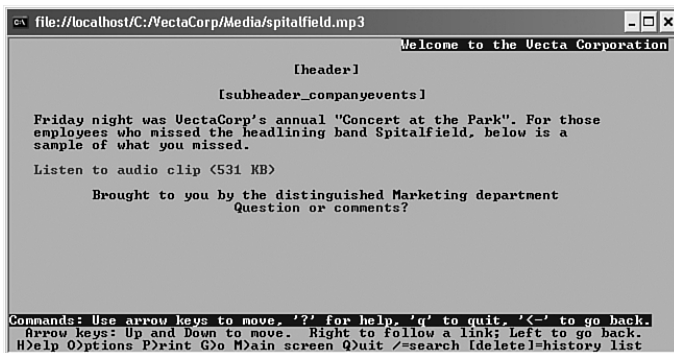 file://localhost/C:/VectaCorp/Media/spitalfield.mp3
Welcome to the Vecta Corporation
[header]
[subheader_companyevents]
Friday night was VectaCorp's annual "Concert at the Park". For those
employees who missed the headlining band Spitalfield, below is a
sample of what you missed.
Listen to audio clip (531 KB)
Brought to you by the distinguished Marketing department
Question or comments?
Commands: Use arrow keys to move, '?' for help, 'q' to quit, '<-' to go back.
Arrow keys: Up and Down to move. Right to follow a link; Left to go back.
H)elp O)ptions P)rint G)o M)ain screen Q)uit /=search [delete]=history list